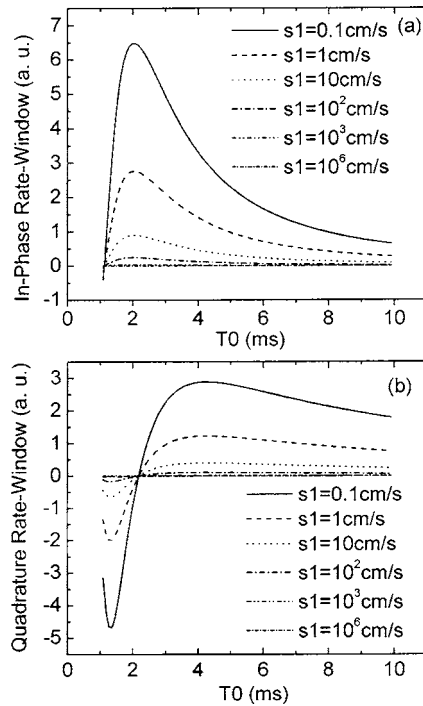 (a)
s1=0.1cm/s
s1=1cm/s
s1=10cm/s
s1=10²cm/s
s1=10³cm/s
s1=10⁶cm/s
In-Phase Rate-Window (a. u.)
7
6
5
4
3
2
1
0
-1
0 2 4 6 8 10
T0 (ms)
(b)
s1=0.1cm/s
s1=1cm/s
s1=10cm/s
s1=10²cm/s
s1=10³cm/s
s1=10⁶cm/s
Quadrature Rate-Window (a. u.)
3
2
1
0
-1
-2
-3
-4
-5
0 2 4 6 8 10
T0 (ms)